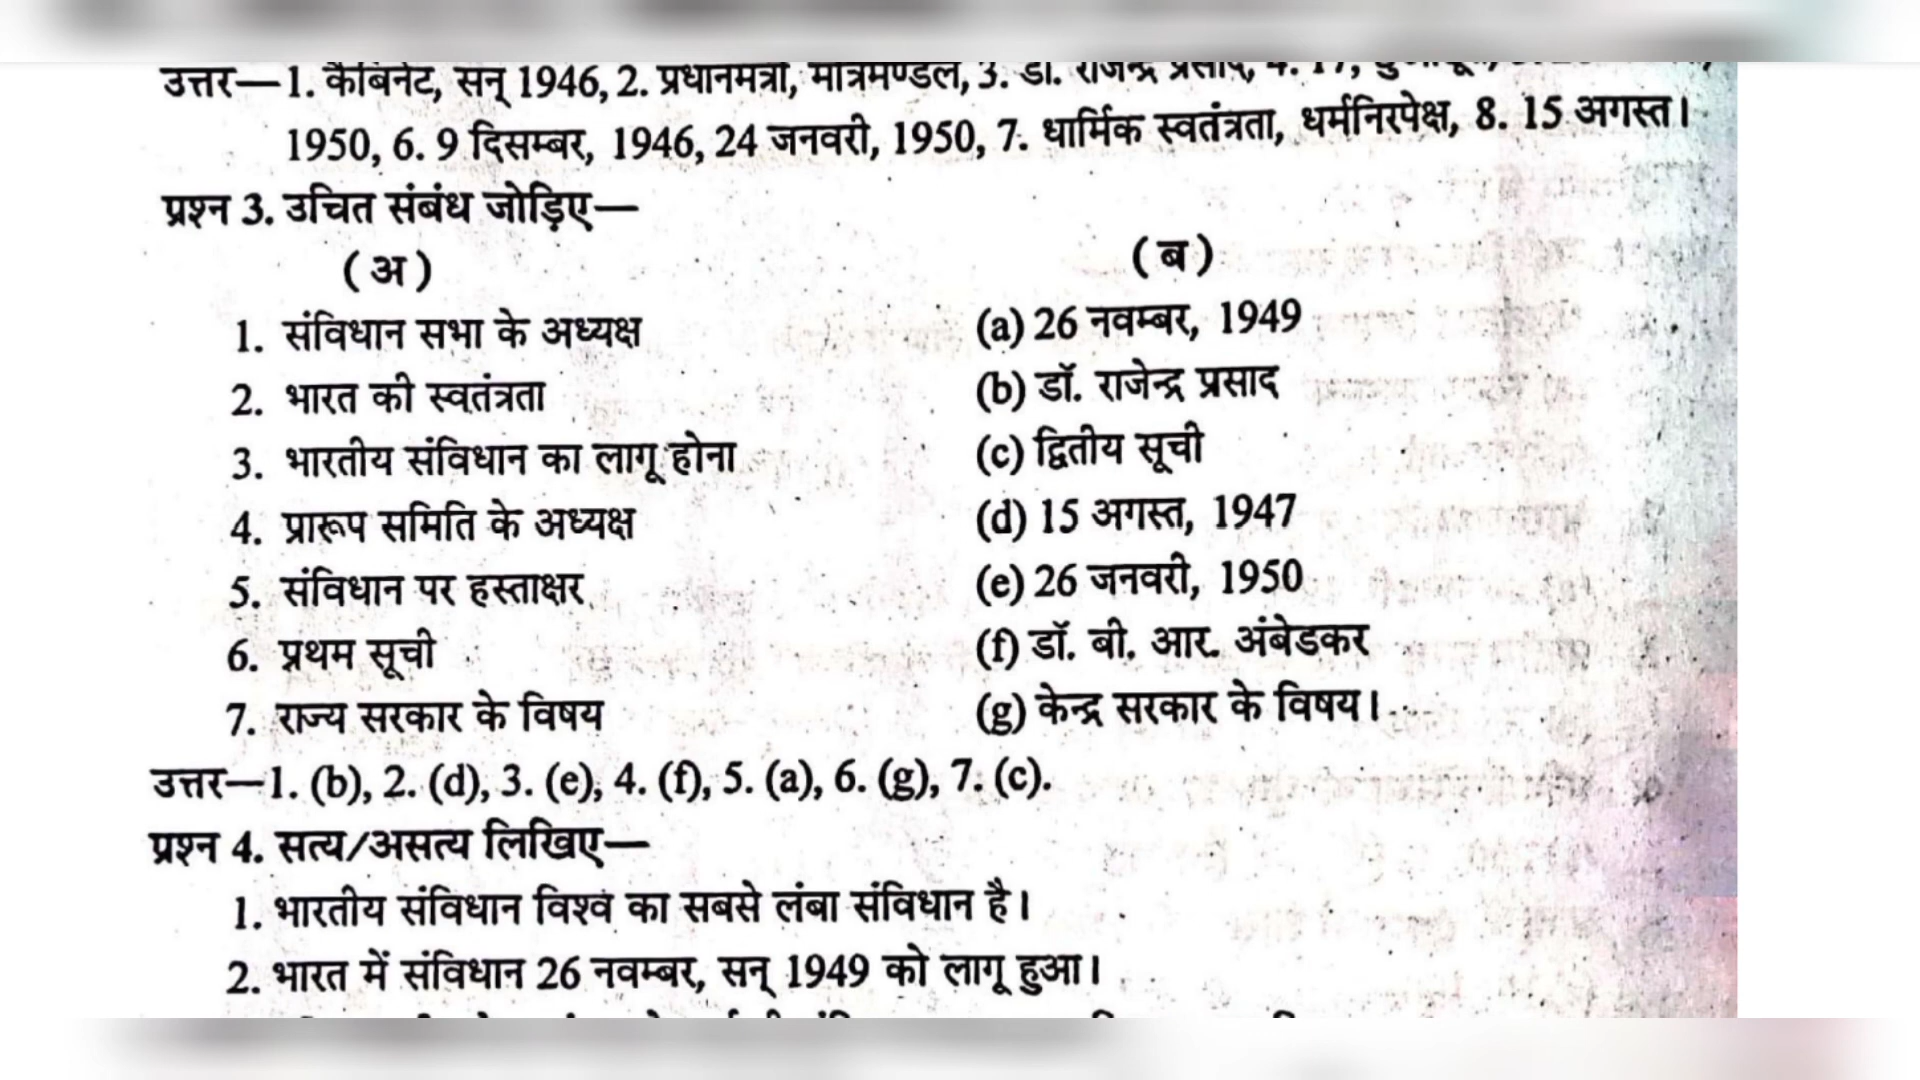 उत्तर—1. कैबिनेट, सन् 1946, 2. प्रधानमंत्री, मंत्रिमण्डल, 3. डॉ. राजेन्द्र प्रसाद, 4. 17,
1950, 6. 9 दिसम्बर, 1946, 24 जनवरी, 1950, 7. धार्मिक स्वतंत्रता, धर्मनिरपेक्ष, 8. 15 अगस्त।
प्रश्न 3. उचित संबंध जोड़िए—
(अ) (ब)
1. संविधान सभा के अध्यक्ष (a) 26 नवम्बर, 1949
2. भारत की स्वतंत्रता (b) डॉ. राजेन्द्र प्रसाद
3. भारतीय संविधान का लागू होना (c) द्वितीय सूची
4. प्रारूप समिति के अध्यक्ष (d) 15 अगस्त, 1947
5. संविधान पर हस्ताक्षर (e) 26 जनवरी, 1950
6. प्रथम सूची (f) डॉ. बी. आर. अंबेडकर
7. राज्य सरकार के विषय (g) केन्द्र सरकार के विषय।
उत्तर—1. (b), 2. (d), 3. (e), 4. (f), 5. (a), 6. (g), 7. (c).
प्रश्न 4. सत्य/असत्य लिखिए—
1. भारतीय संविधान विश्व का सबसे लंबा संविधान है।
2. भारत में संविधान 26 नवम्बर, सन् 1949 को लागू हुआ।